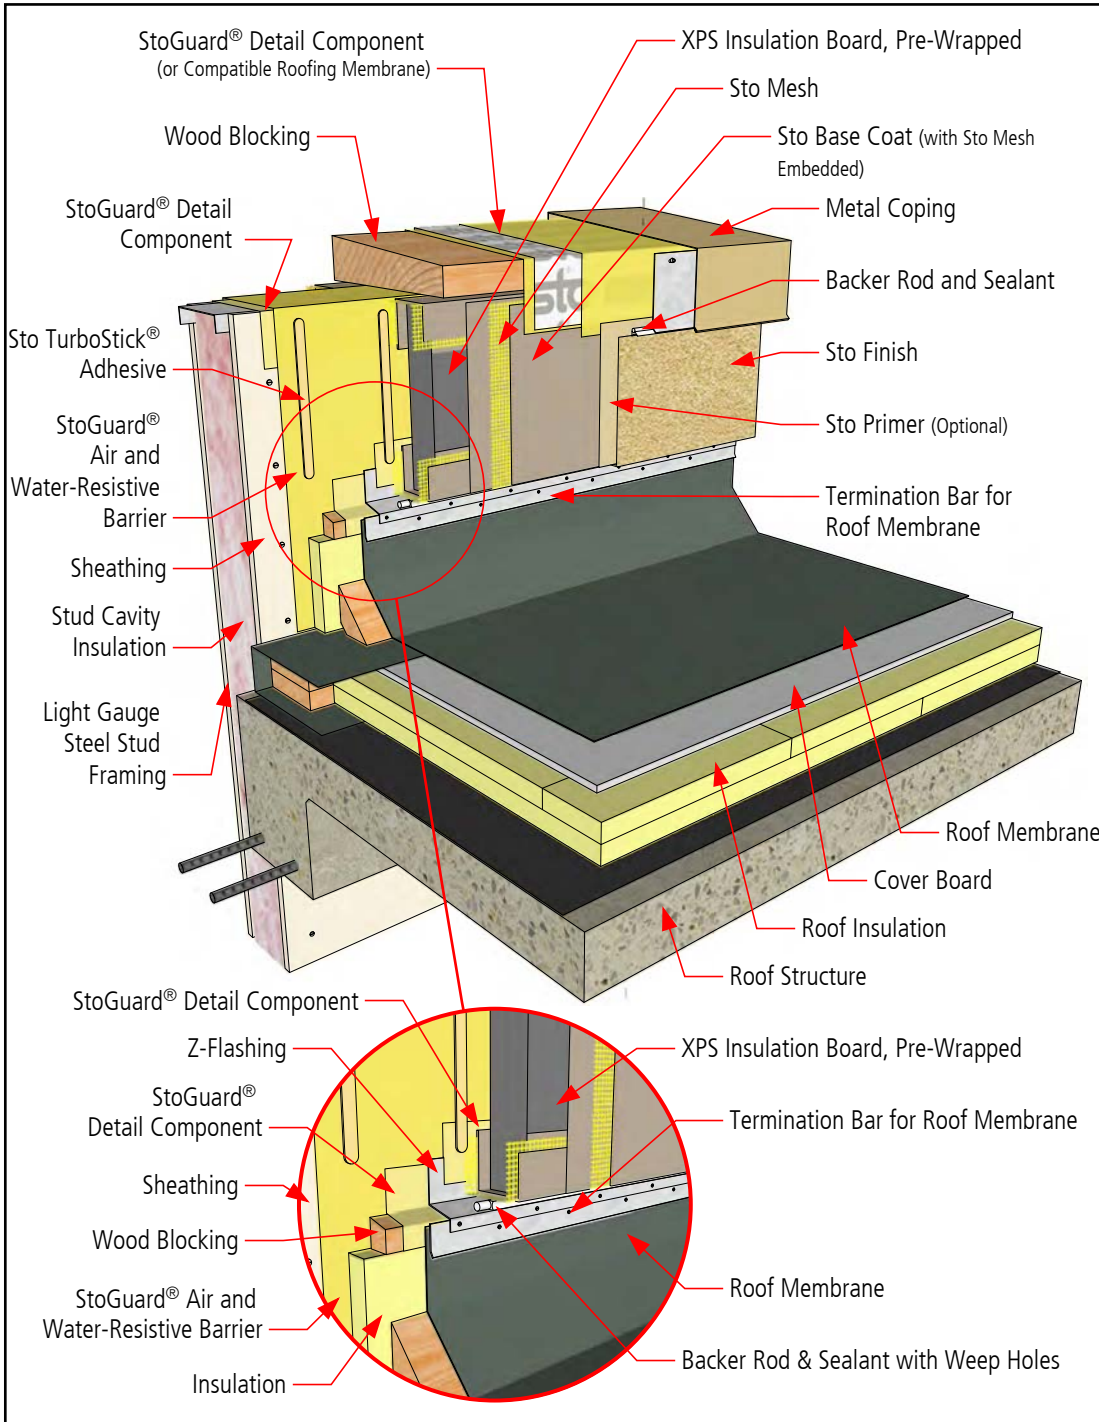 StoGuard® Detail Component
(or Compatible Roofing Membrane)
Wood Blocking
StoGuard® Detail
Component
Sto TurboStick®
Adhesive
StoGuard®
Air and
Water-Resistive
Barrier
Sheathing
Stud Cavity
Insulation
Light Gauge
Steel Stud
Framing
XPS Insulation Board, Pre-Wrapped
Sto Mesh
Sto Base Coat (with Sto Mesh
Embedded)
Metal Coping
Backer Rod and Sealant
Sto Finish
Sto Primer (Optional)
Termination Bar for
Roof Membrane
Roof Membrane
Cover Board
Roof Insulation
Roof Structure
sto
StoGuard® Detail Component
Z-Flashing
StoGuard®
Detail Component
Sheathing
Wood Blocking
StoGuard® Air and
Water-Resistive Barrier
Insulation
XPS Insulation Board, Pre-Wrapped
Termination Bar for Roof Membrane
Roof Membrane
Backer Rod & Sealant with Weep Holes